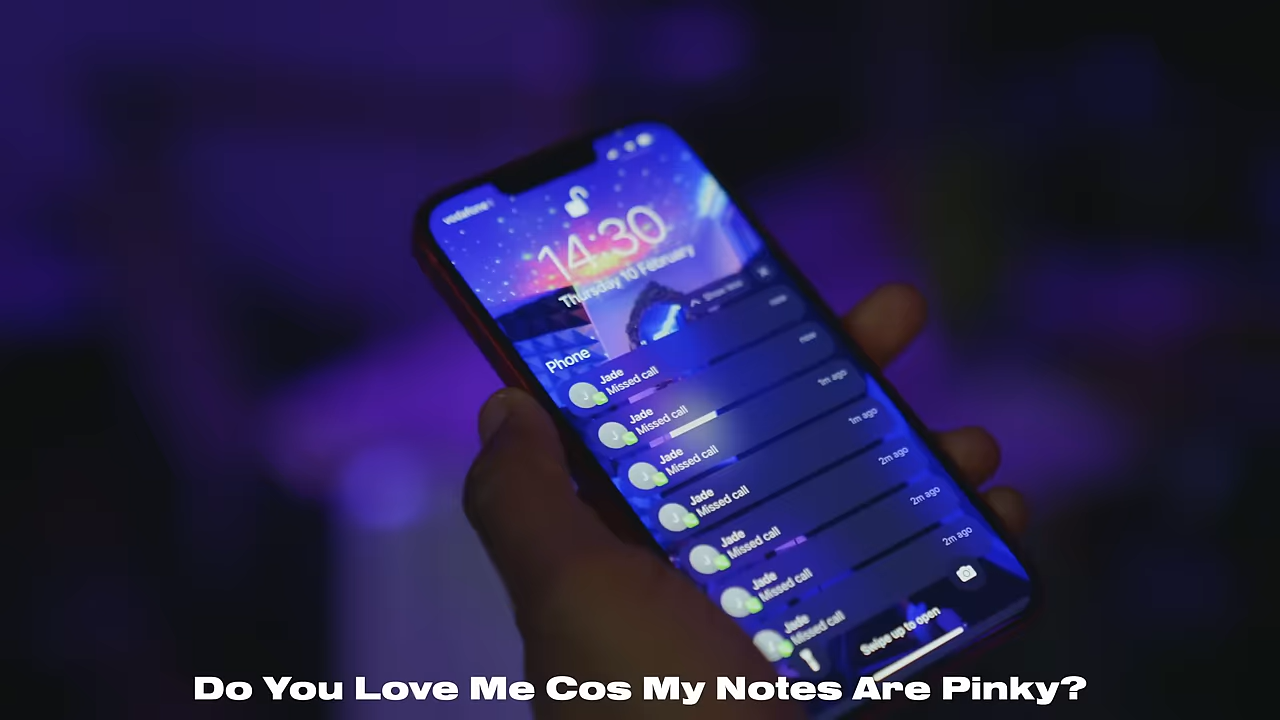 vodafone
14:30
Thursday 10 February
Show less
Phone
now
Jade
Missed call
now
Jade
Missed call
1m ago
Jade
Missed call
1m ago
Jade
Missed call
2m ago
Jade
Missed call
2m ago
Jade
Missed call
2m ago
Jade
Missed call
Swipe up to open
Do You Love Me Cos My Notes Are Pinky?